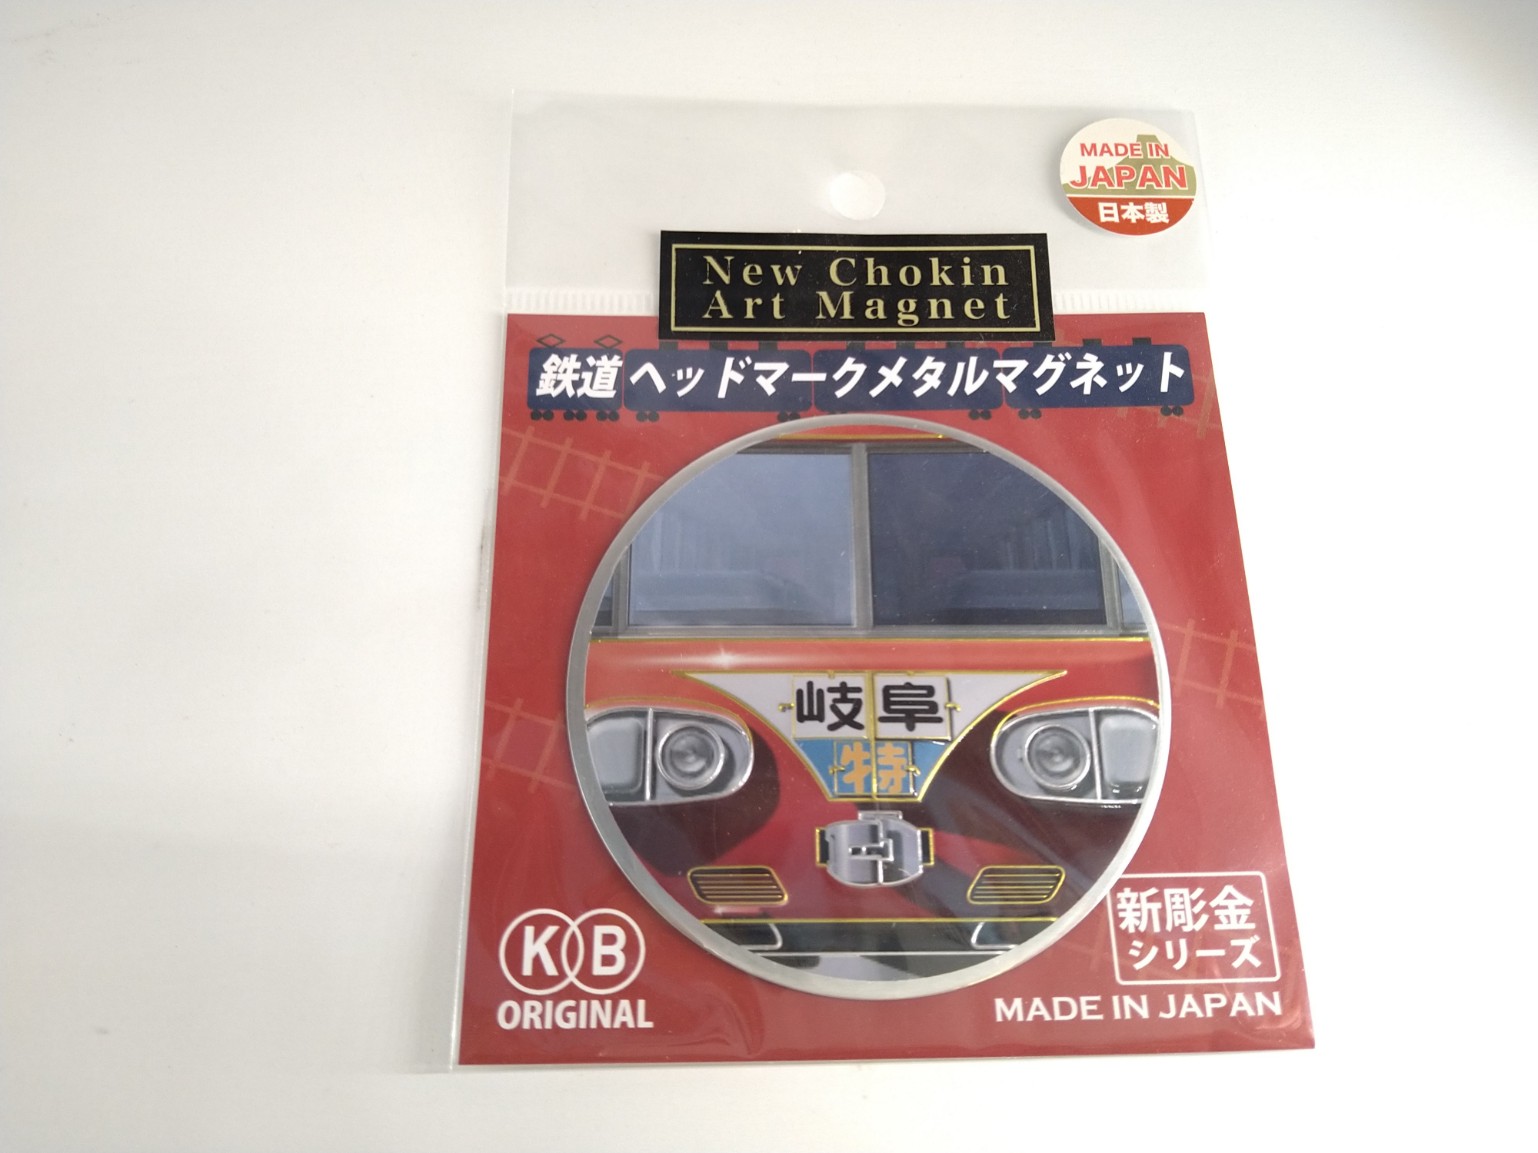 MADE IN
JAPAN
日本製
New Chokin
Art Magnet
鉄道ヘッドマークメタルマグネット
岐阜
特
新彫金
シリーズ
KB
ORIGINAL
MADE IN JAPAN